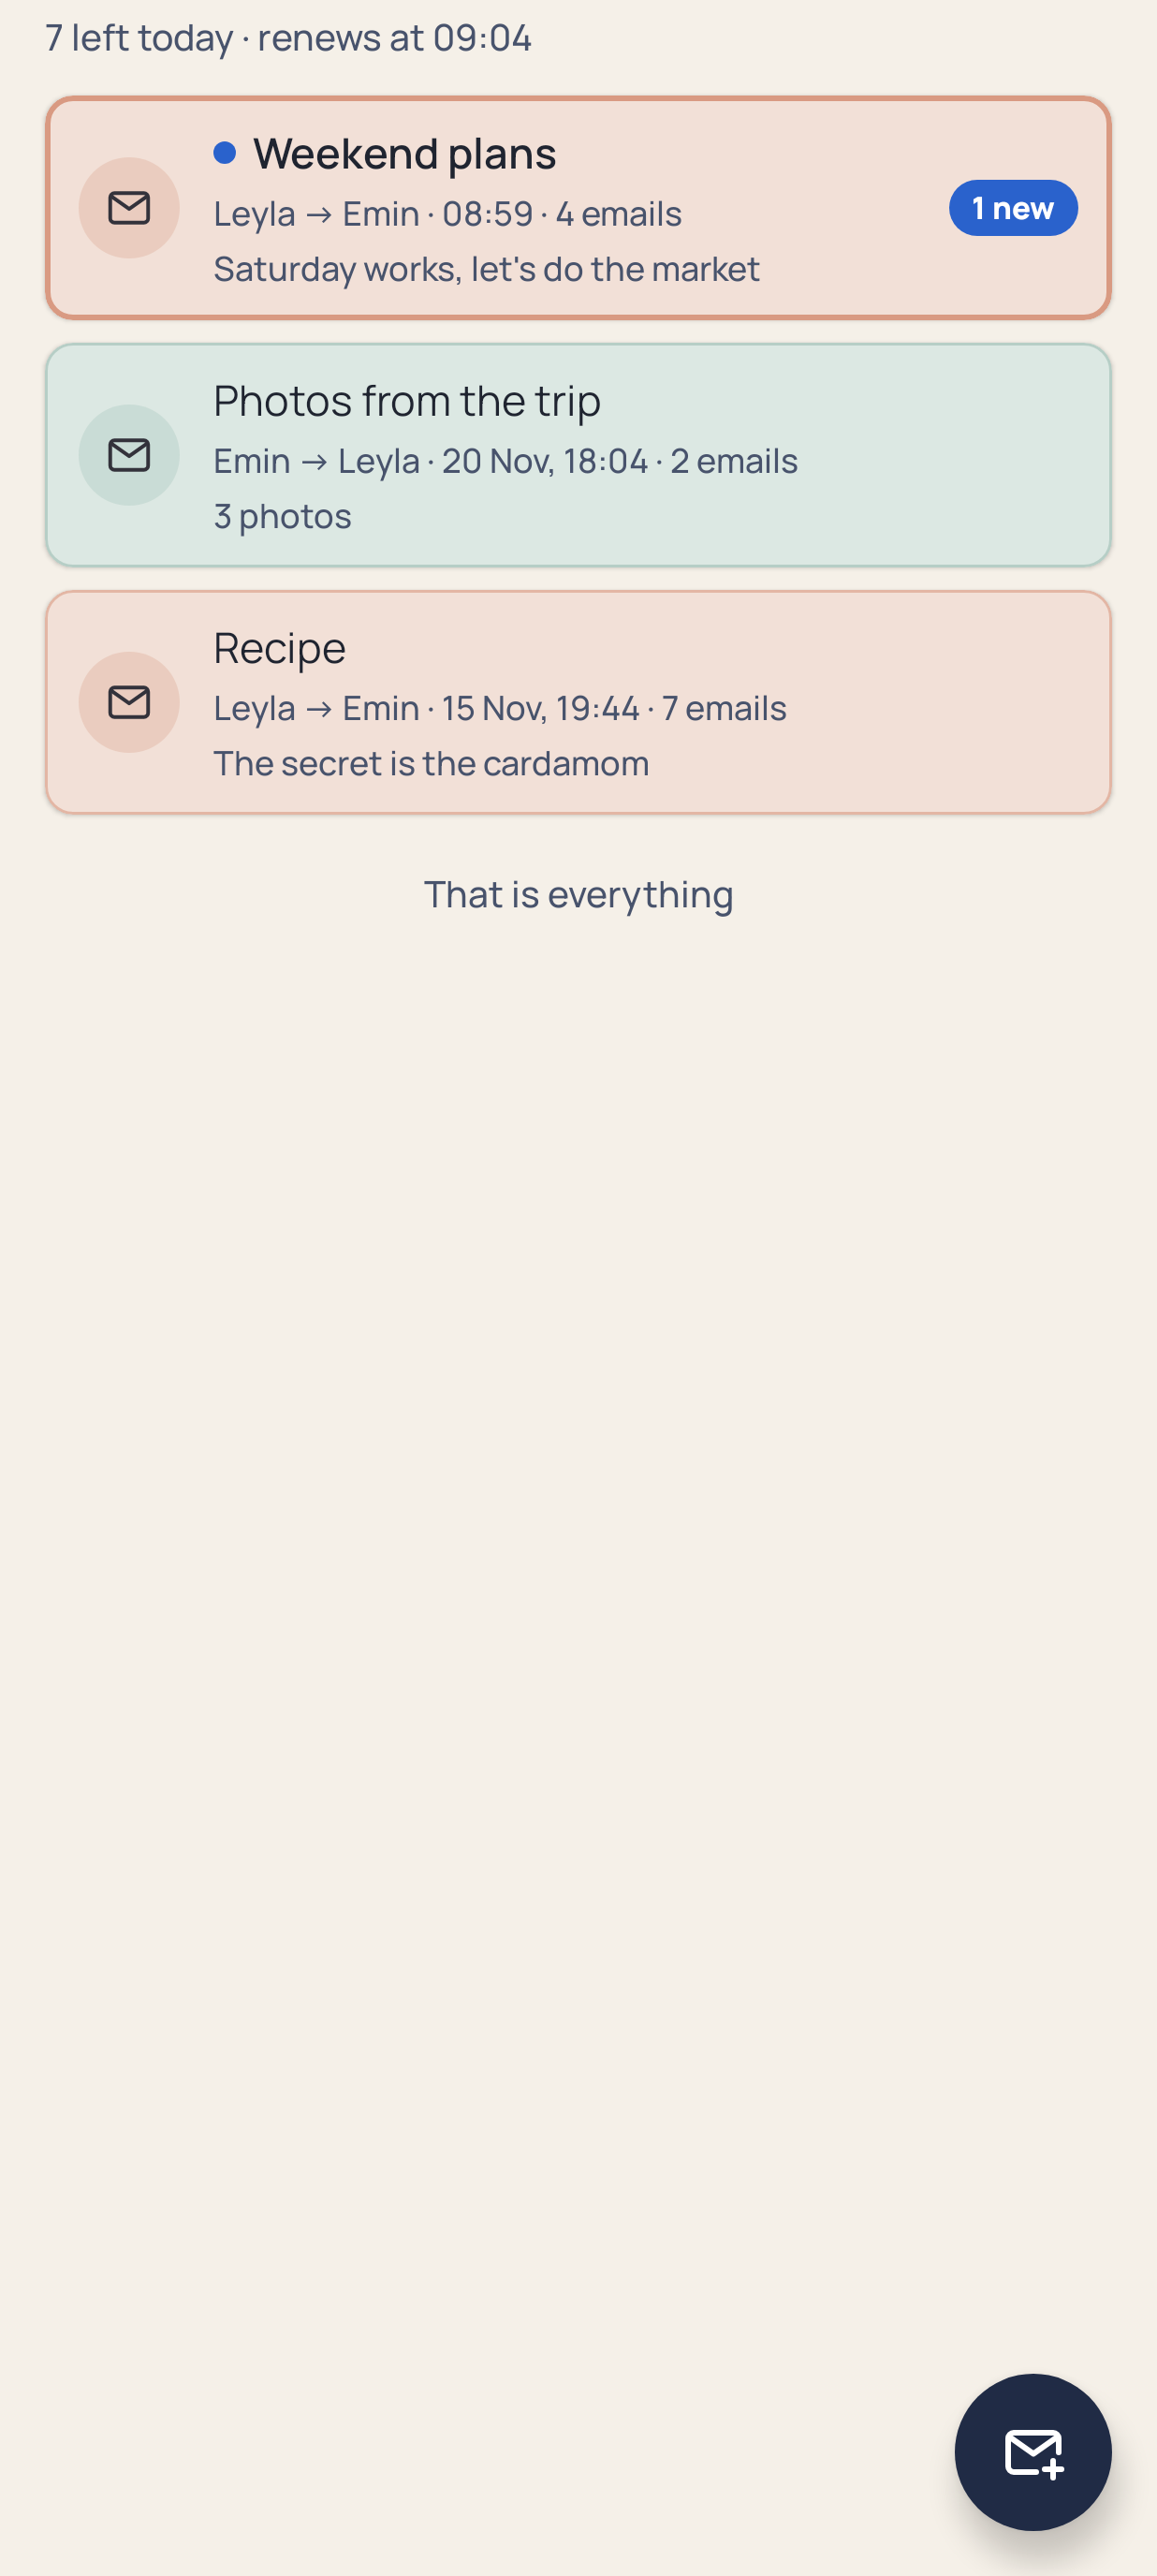 7 left today · renews at 09:04
Weekend plans
Leyla → Emin · 08:59 · 4 emails
Saturday works, let's do the market
1 new
Photos from the trip
Emin → Leyla · 20 Nov, 18:04 · 2 emails
3 photos
Recipe
Leyla → Emin · 15 Nov, 19:44 · 7 emails
The secret is the cardamom
That is everything